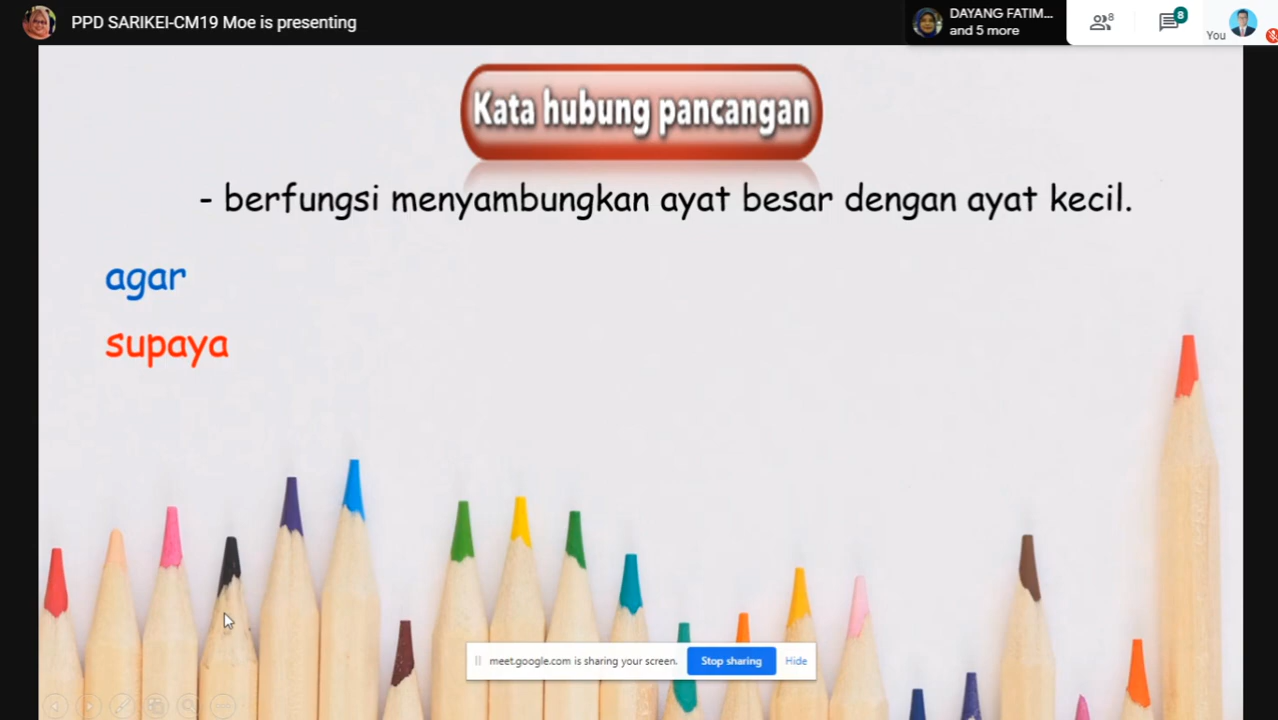 PPD SARIKEI-CM19 Moe is presenting
DAYANG FATIM...
and 5 more
8
8
You
Kata hubung pancangan
- berfungsi menyambungkan ayat besar dengan ayat kecil.
agar
supaya
meet.google.com is sharing your screen.
Stop sharing
Hide